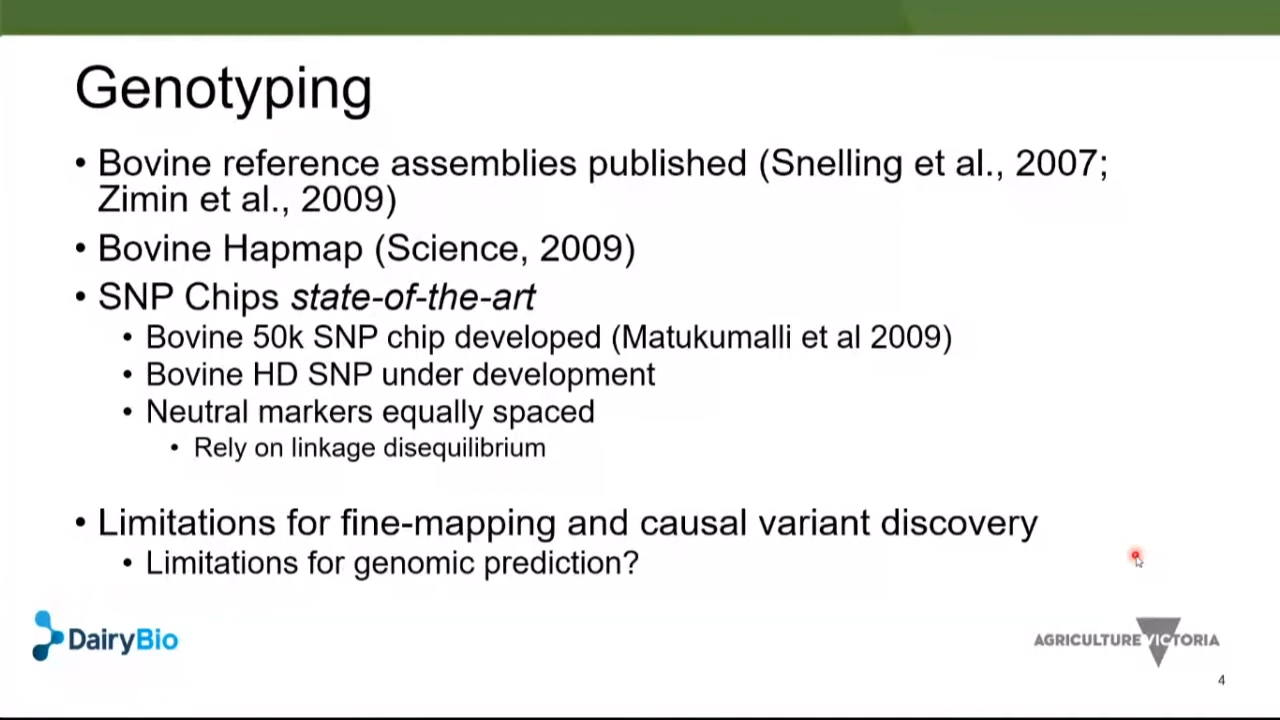 Genotyping
• Bovine reference assemblies published (Snelling et al., 2007;
Zimin et al., 2009)
• Bovine Hapmap (Science, 2009)
• SNP Chips state-of-the-art
• Bovine 50k SNP chip developed (Matukumalli et al 2009)
• Bovine HD SNP under development
• Neutral markers equally spaced
• Rely on linkage disequilibrium
• Limitations for fine-mapping and causal variant discovery
• Limitations for genomic prediction?
DairyBio
AGRICULTURE VICTORIA
4